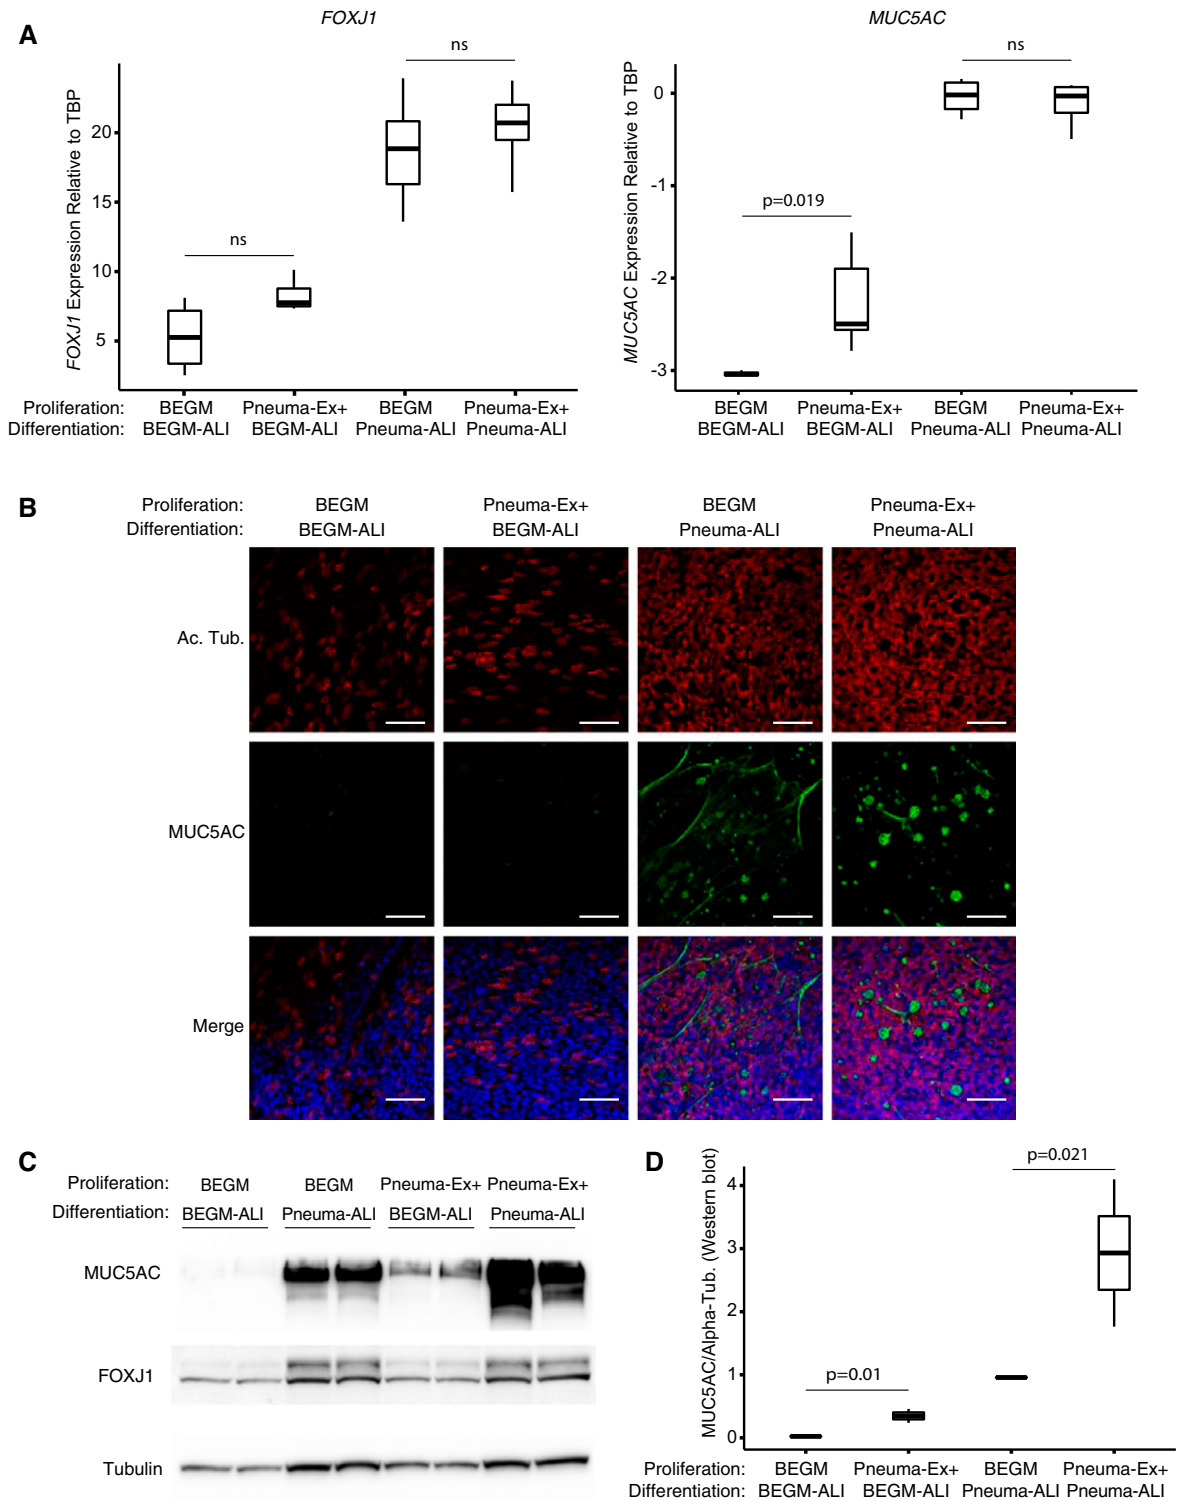 A
FOXJ1
MUC5AC
ns
ns
FOXJ1 Expression Relative to TBP
20
15
10
5
ns
MUC5AC Expression Relative to TBP
0
-1
-2
-3
p=0.019
Proliferation: BEGM Pneuma-Ex+ BEGM Pneuma-Ex+
Differentiation: BEGM-ALI BEGM-ALI Pneuma-ALI Pneuma-ALI
BEGM Pneuma-Ex+ BEGM Pneuma-Ex+
BEGM-ALI BEGM-ALI Pneuma-ALI Pneuma-ALI
B
Proliferation: BEGM Pneuma-Ex+ BEGM Pneuma-Ex+
Differentiation: BEGM-ALI BEGM-ALI Pneuma-ALI Pneuma-ALI
Ac. Tub.
MUC5AC
Merge
C
Proliferation: BEGM BEGM Pneuma-Ex+ Pneuma-Ex+
Differentiation: BEGM-ALI Pneuma-ALI BEGM-ALI Pneuma-ALI
MUC5AC
FOXJ1
Tubulin
D
MUC5AC/Alpha-Tub. (Western blot)
4
3
2
1
0
p=0.01
p=0.021
Proliferation: BEGM Pneuma-Ex+ BEGM Pneuma-Ex+
Differentiation: BEGM-ALI BEGM-ALI Pneuma-ALI Pneuma-ALI